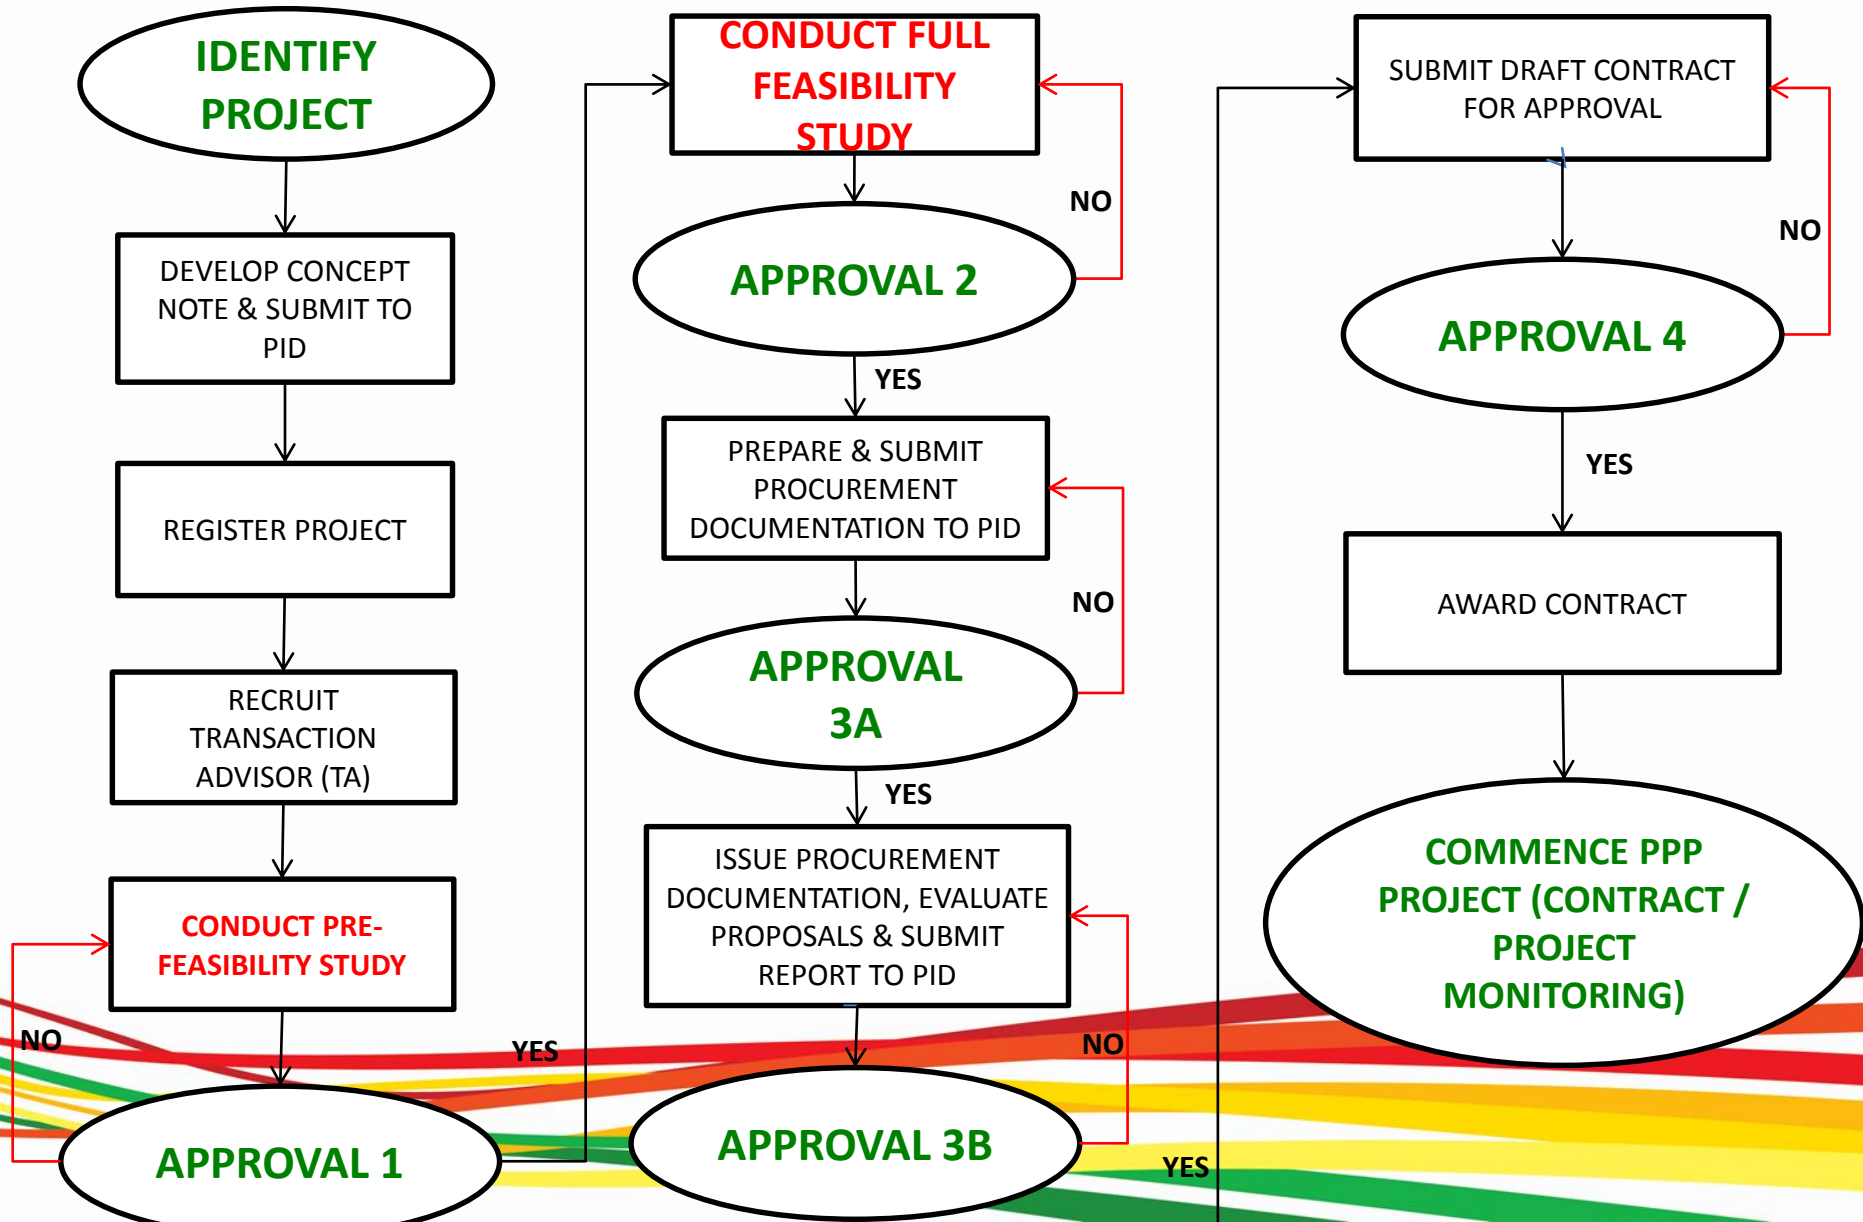 IDENTIFY
PROJECT
DEVELOP CONCEPT
NOTE & SUBMIT TO
PID
REGISTER PROJECT
RECRUIT
TRANSACTION
ADVISOR (TA)
CONDUCT PRE-
FEASIBILITY STUDY
NO
APPROVAL 1
YES
CONDUCT FULL
FEASIBILITY
STUDY
NO
APPROVAL 2
YES
PREPARE & SUBMIT
PROCUREMENT
DOCUMENTATION TO PID
NO
APPROVAL
3A
YES
ISSUE PROCUREMENT
DOCUMENTATION, EVALUATE
PROPOSALS & SUBMIT
REPORT TO PID
NO
APPROVAL 3B
YES
SUBMIT DRAFT CONTRACT
FOR APPROVAL
NO
APPROVAL 4
YES
AWARD CONTRACT
COMMENCE PPP
PROJECT (CONTRACT /
PROJECT
MONITORING)